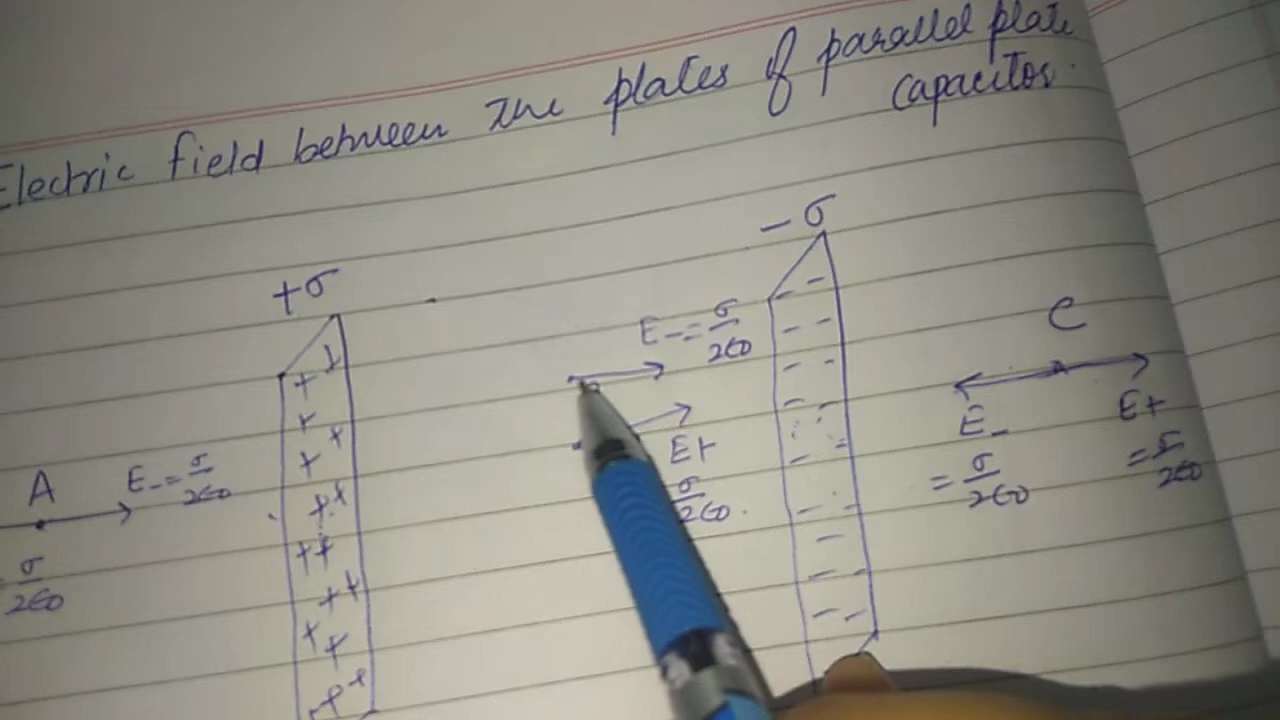 Electric field between the plates of parallel plate
capacitor
+σ
- σ
E- = σ/2ϵ0
C
E-
= σ/2ϵ0
E+
= σ/2ϵ0
E+
σ/2ϵ0
A
E- = σ/2ϵ0
σ/2ϵ0